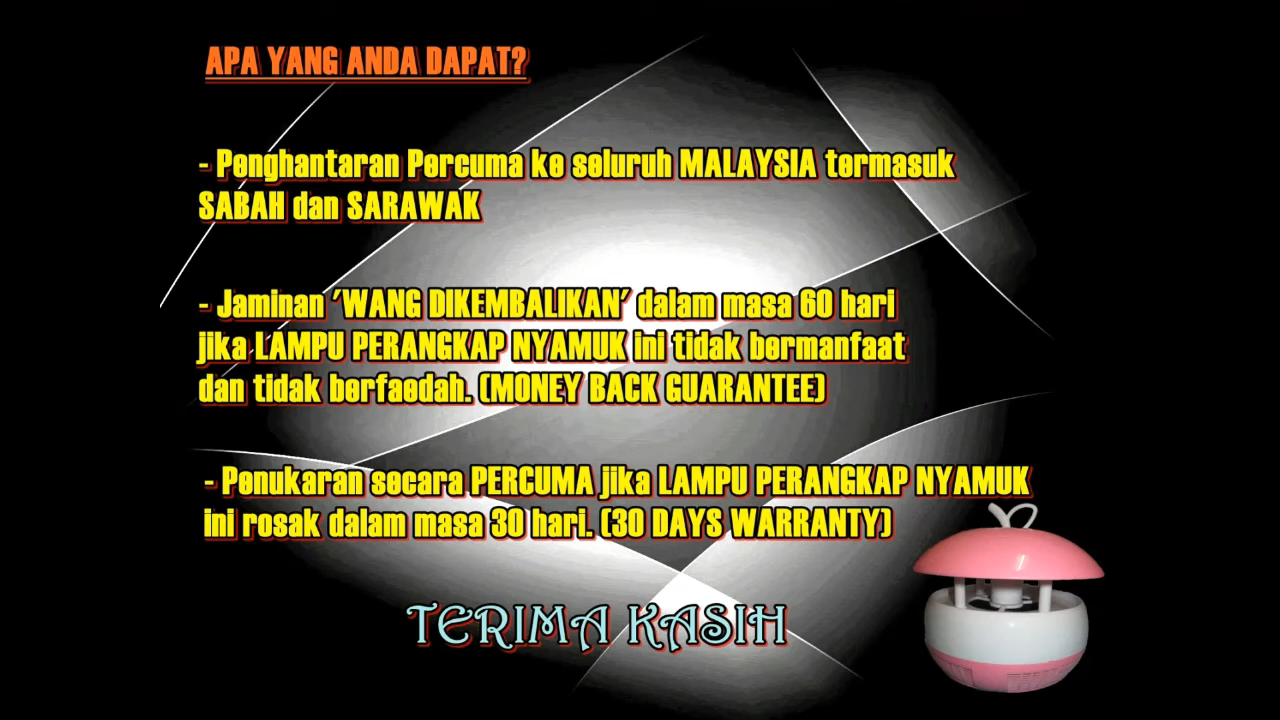 APA YANG ANDA DAPAT?
- Penghantaran Percuma ke seluruh MALAYSIA termasuk
SABAH dan SARAWAK
- Jaminan 'WANG DIKEMBALIKAN' dalam masa 60 hari
jika LAMPU PERANGKAP NYAMUK ini tidak bermanfaat
dan tidak berfaedah. (MONEY BACK GUARANTEE)
- Penukaran secara PERCUMA jika LAMPU PERANGKAP NYAMUK
ini rosak dalam masa 30 hari. (30 DAYS WARRANTY)
TERIMA KASIH